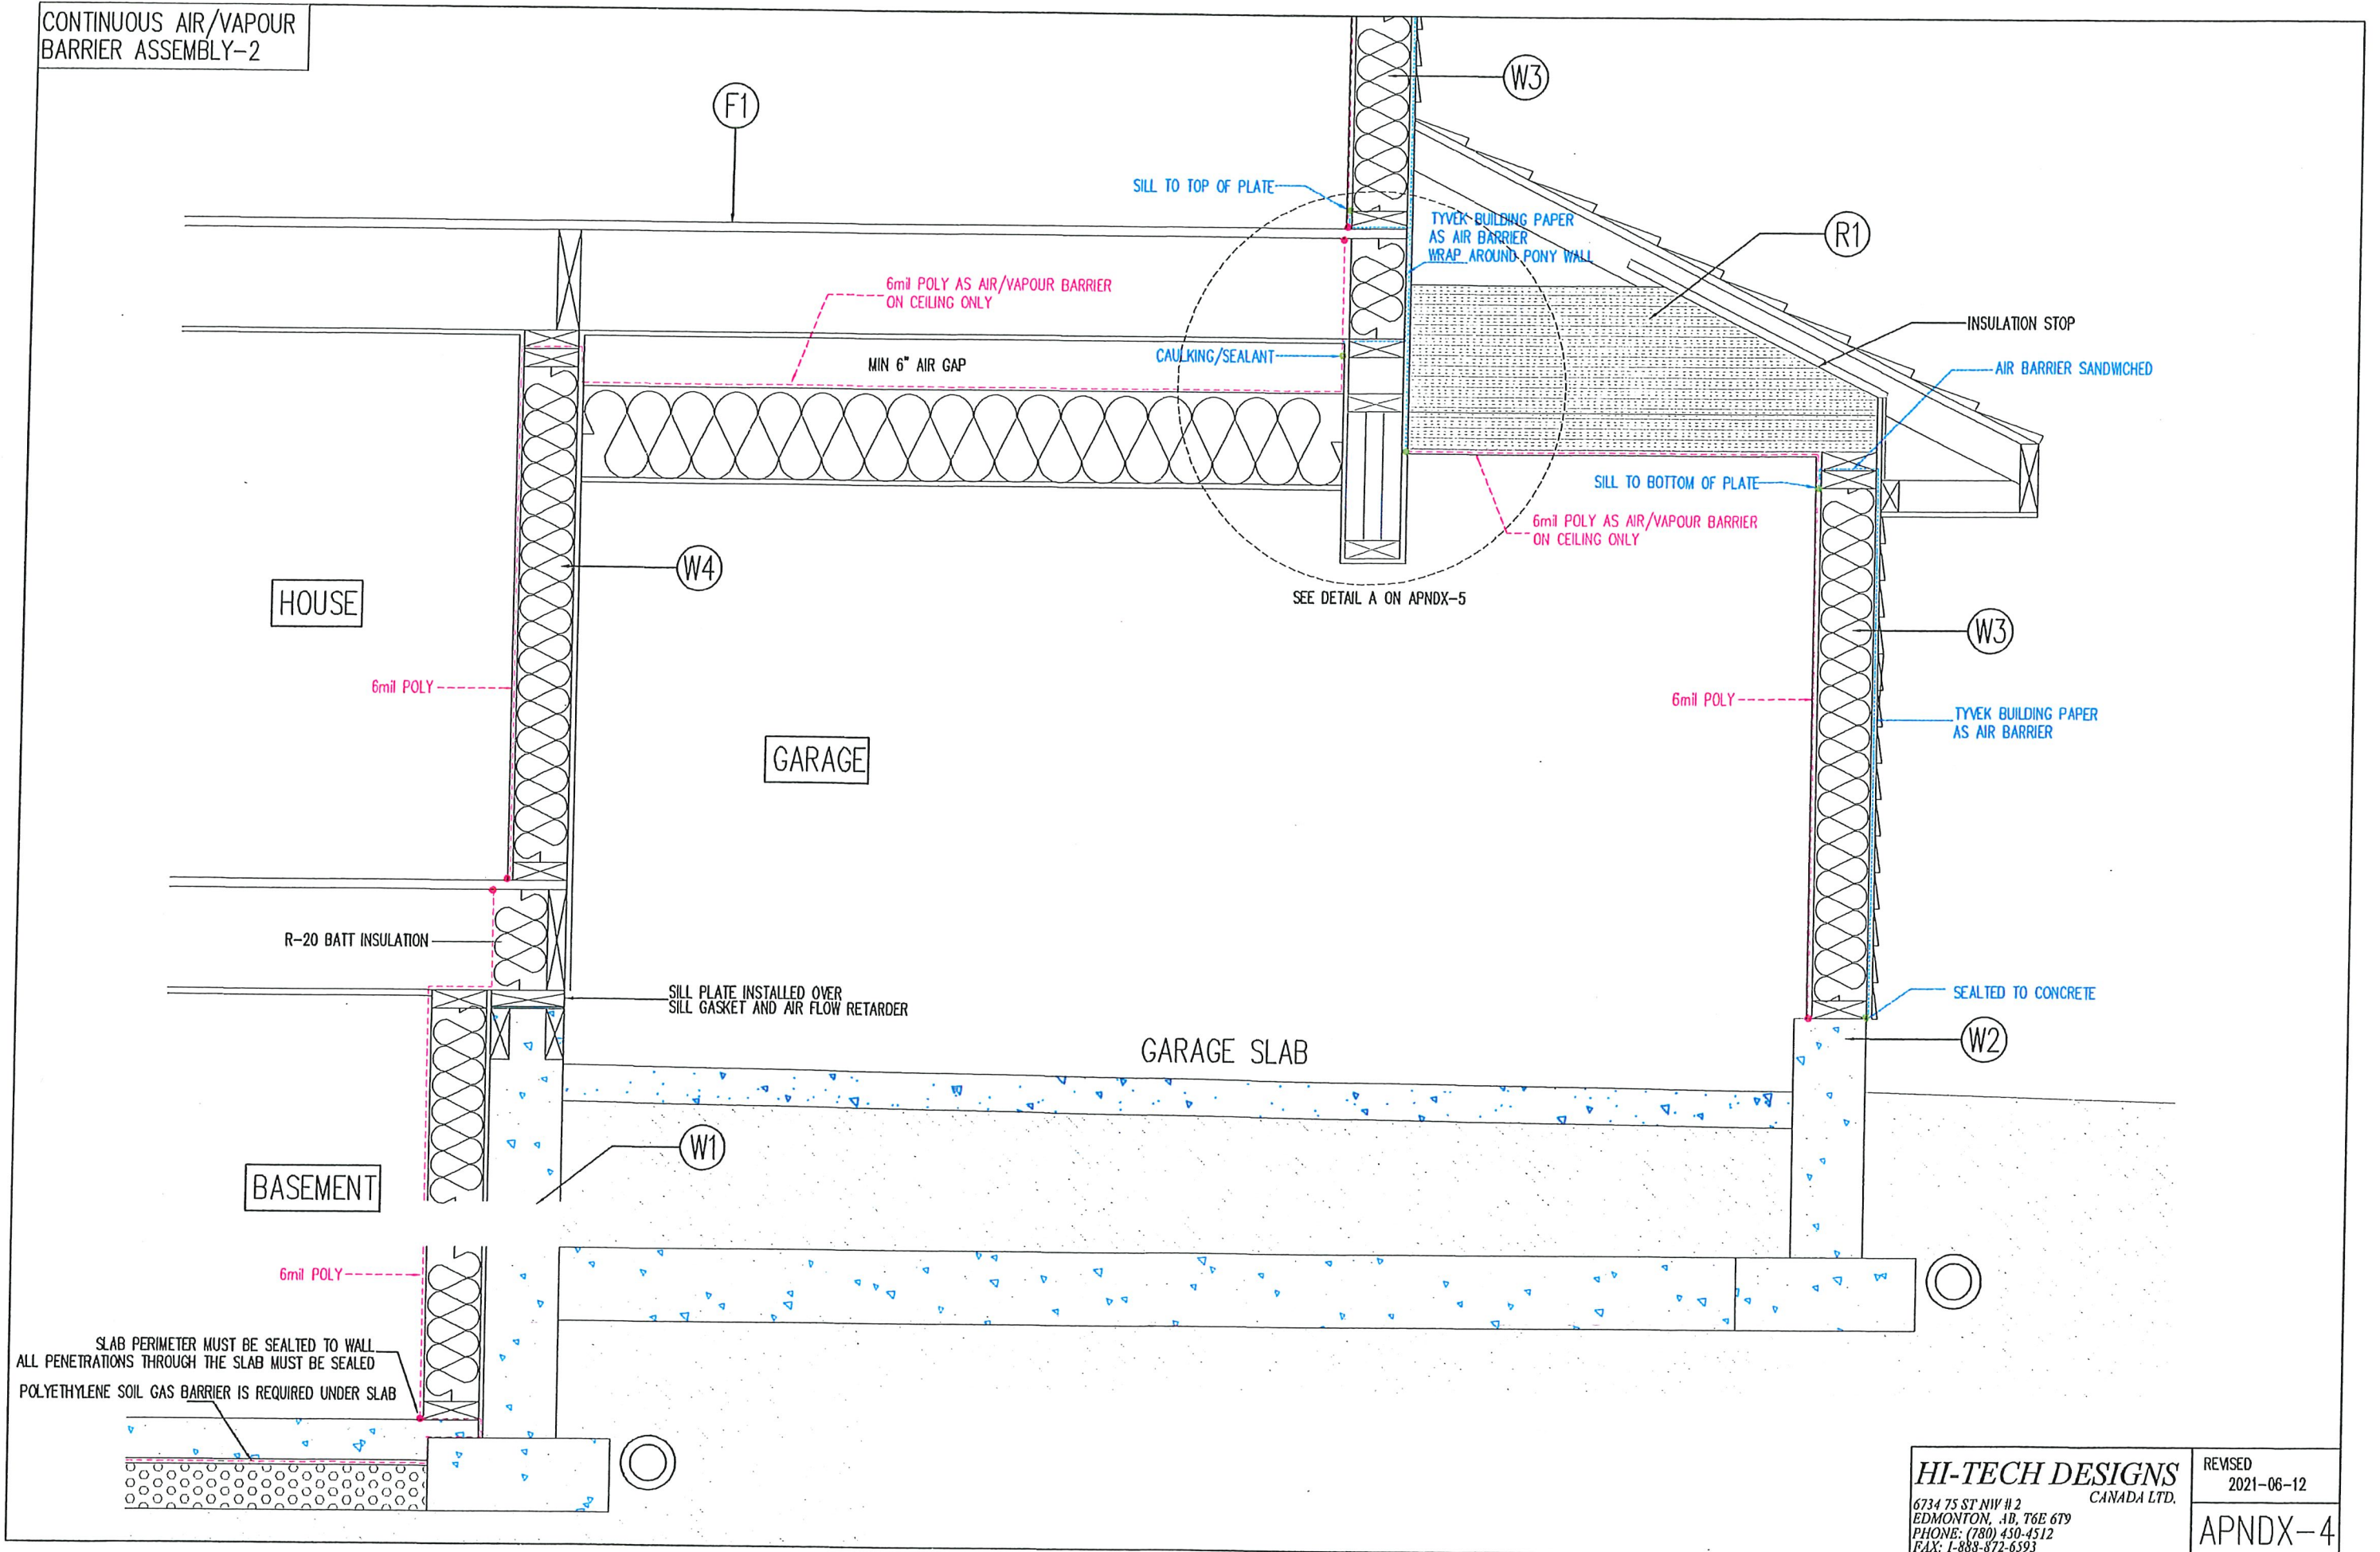 CONTINUOUS AIR/VAPOUR
BARRIER ASSEMBLY-2
F1
W3
SILL TO TOP OF PLATE
TYVEK BUILDING PAPER
AS AIR BARRIER
WRAP AROUND PONY WALL
R1
6mil POLY AS AIR/VAPOUR BARRIER
ON CEILING ONLY
INSULATION STOP
MIN 6" AIR GAP
CAULKING/SEALANT
AIR BARRIER SANDWICHED
SILL TO BOTTOM OF PLATE
6mil POLY AS AIR/VAPOUR BARRIER
ON CEILING ONLY
W4
HOUSE
SEE DETAIL A ON APNDX-5
W3
6mil POLY
6mil POLY
TYVEK BUILDING PAPER
AS AIR BARRIER
GARAGE
R-20 BATT INSULATION
SILL PLATE INSTALLED OVER
SILL GASKET AND AIR FLOW RETARDER
SEALTED TO CONCRETE
GARAGE SLAB
W2
W1
BASEMENT
6mil POLY
SLAB PERIMETER MUST BE SEALTED TO WALL
ALL PENETRATIONS THROUGH THE SLAB MUST BE SEALED
POLYETHYLENE SOIL GAS BARRIER IS REQUIRED UNDER SLAB
HI-TECH DESIGNS
CANADA LTD.
6734 75 ST NW # 2
EDMONTON, AB, T6E 6T9
PHONE: (780) 450-4512
FAX: 1-888-872-6593
REVISED
2021-06-12
APNDX-4